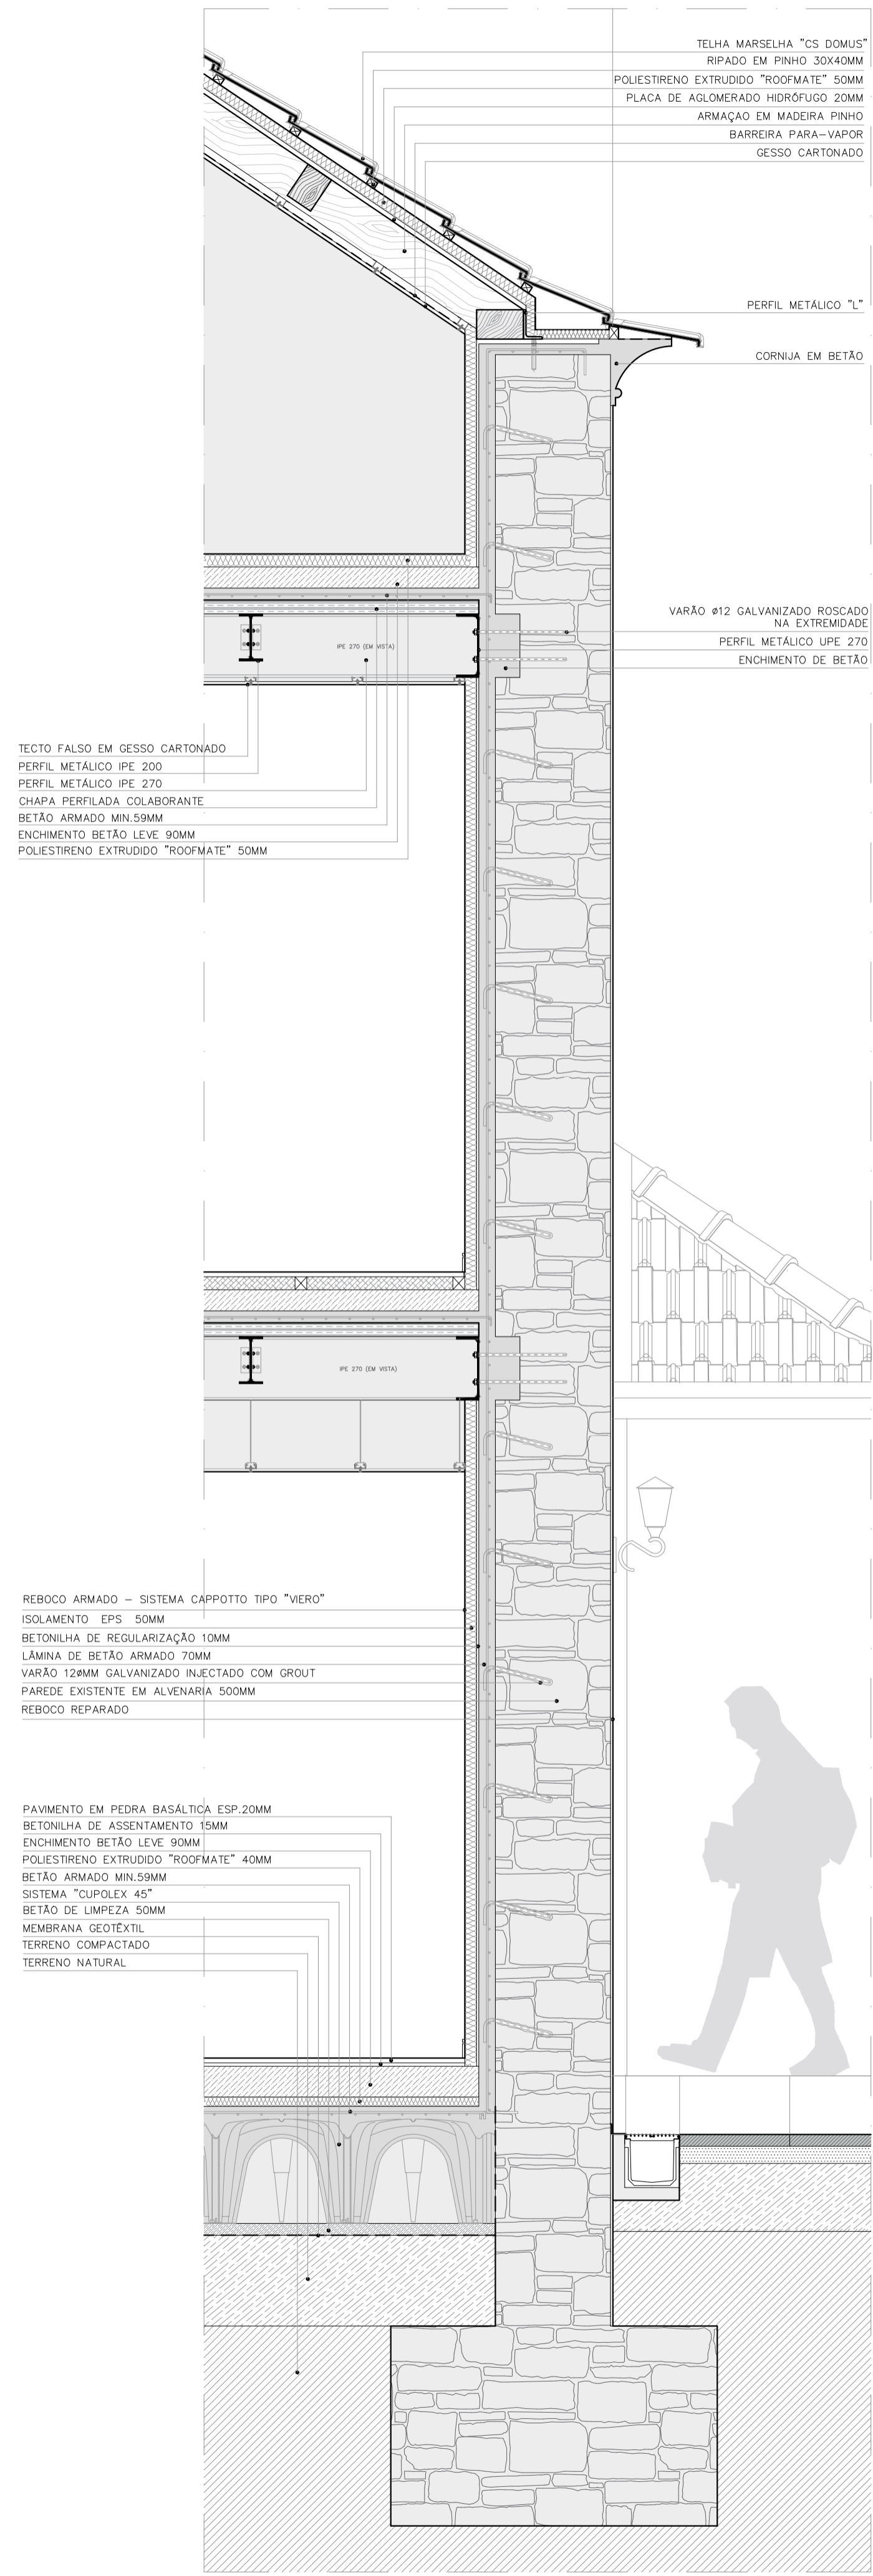 TELHA MARSELHA "CS DOMUS"
RIPADO EM PINHO 30X40MM
POLIESTIRENO EXTRUDIDO "ROOFMATE" 50MM
PLACA DE AGLOMERADO HIDRÓFUGO 20MM
ARMAÇAO EM MADEIRA PINHO
BARREIRA PARA-VAPOR
GESSO CARTONADO
PERFIL METÁLICO "L"
CORNIJA EM BETÃO
VARÃO ø12 GALVANIZADO ROSCADO
NA EXTREMIDADE
PERFIL METÁLICO UPE 270
ENCHIMENTO DE BETÃO
IPE 270 (EM VISTA)
TECTO FALSO EM GESSO CARTONADO
PERFIL METÁLICO IPE 200
PERFIL METÁLICO IPE 270
CHAPA PERFILADA COLABORANTE
BETÃO ARMADO MIN.59MM
ENCHIMENTO BETÃO LEVE 90MM
POLIESTIRENO EXTRUDIDO "ROOFMATE" 50MM
IPE 270 (EM VISTA)
REBOCO ARMADO – SISTEMA CAPPOTTO TIPO "VIERO"
ISOLAMENTO EPS 50MM
BETONILHA DE REGULARIZAÇÃO 10MM
LÂMINA DE BETÃO ARMADO 70MM
VARÃO 12øMM GALVANIZADO INJECTADO COM GROUT
PAREDE EXISTENTE EM ALVENARIA 500MM
REBOCO REPARADO
PAVIMENTO EM PEDRA BASÁLTICA ESP.20MM
BETONILHA DE ASSENTAMENTO 15MM
ENCHIMENTO BETÃO LEVE 90MM
POLIESTIRENO EXTRUDIDO "ROOFMATE" 40MM
BETÃO ARMADO MIN.59MM
SISTEMA "CUPOLEX 45"
BETÃO DE LIMPEZA 50MM
MEMBRANA GEOTÊXTIL
TERRENO COMPACTADO
TERRENO NATURAL